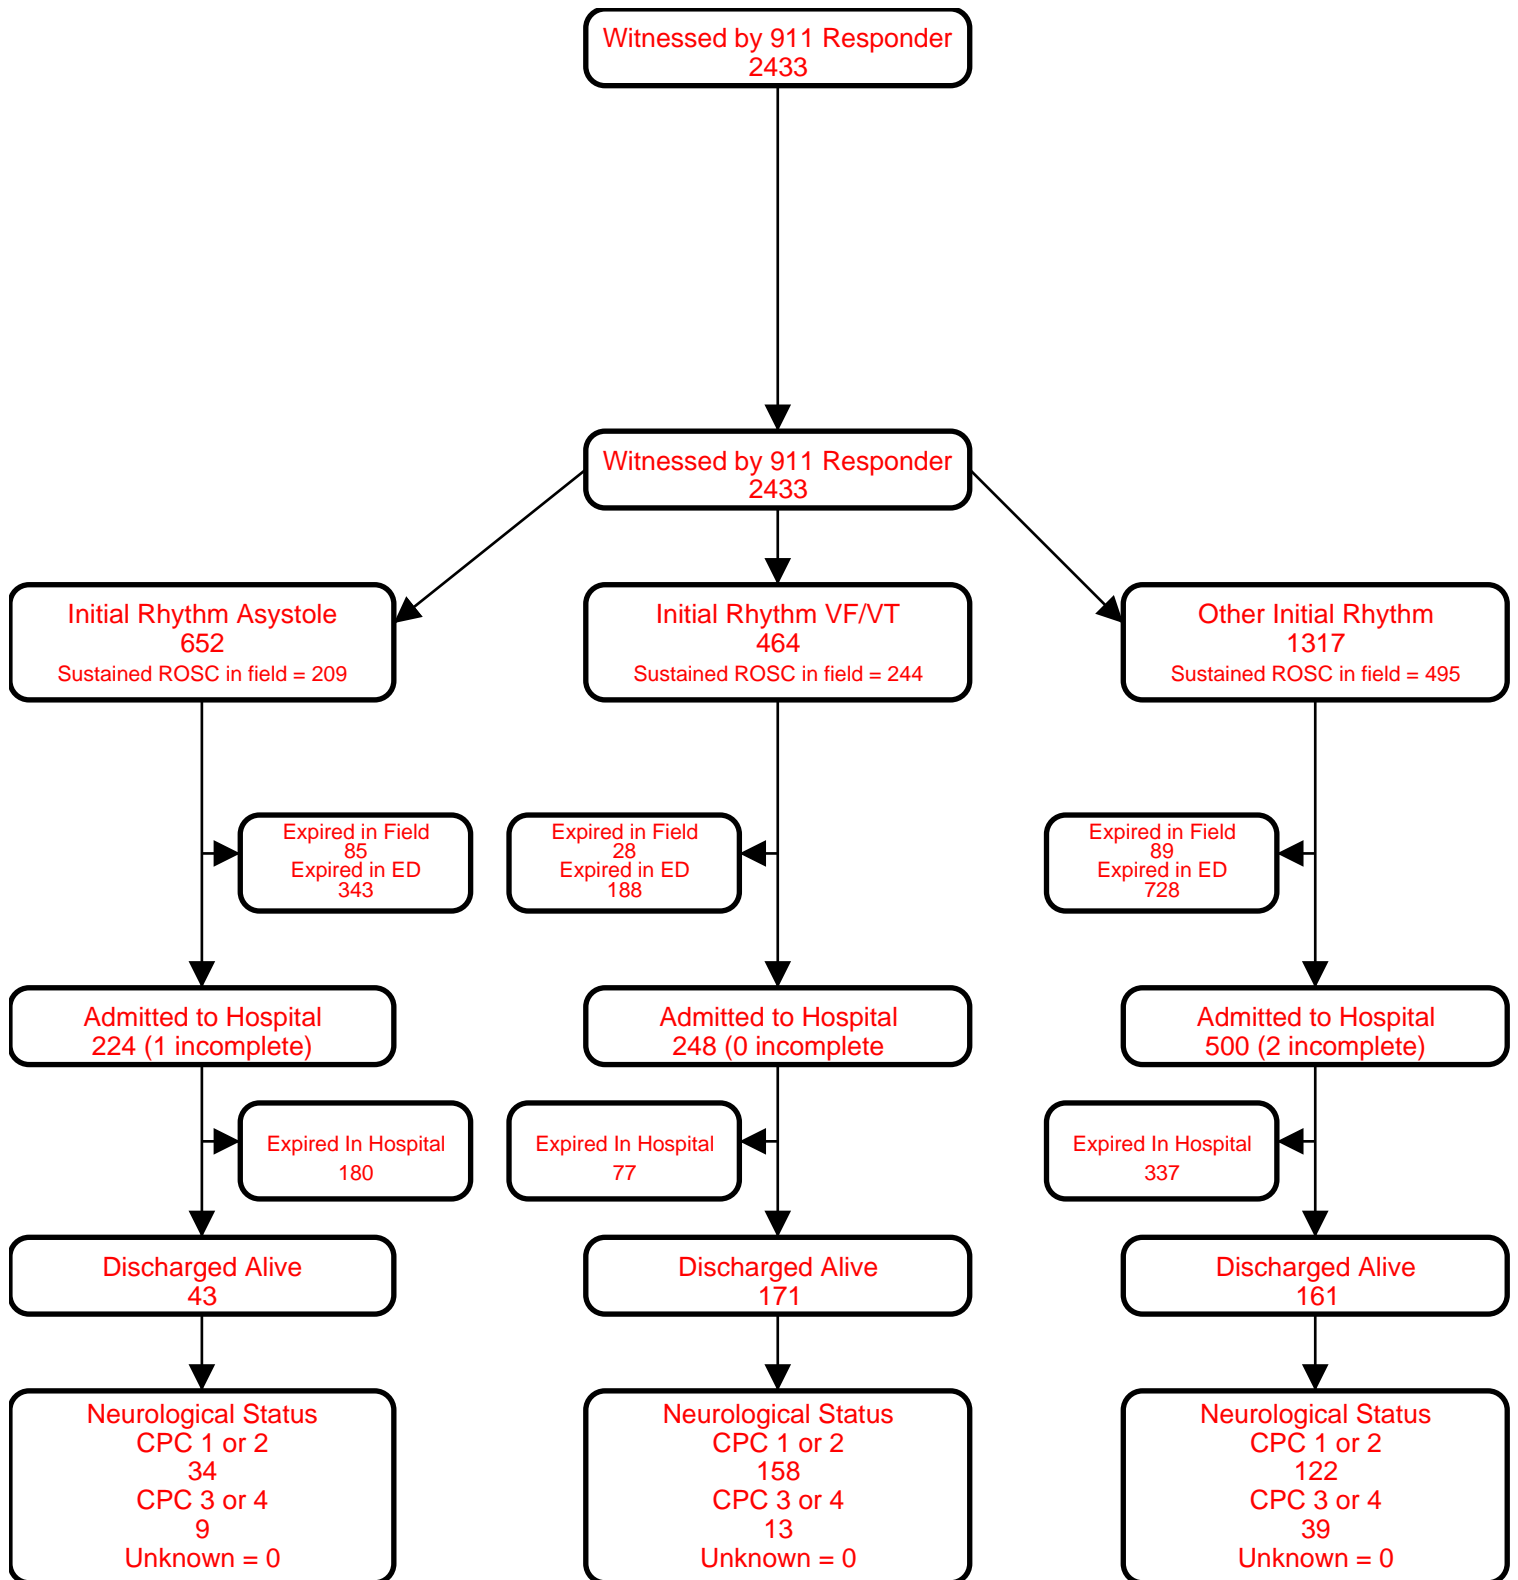 Witnessed by 911 Responder
2433
Witnessed by 911 Responder
2433
Initial Rhythm Asystole
652
Sustained ROSC in field = 209
Initial Rhythm VF/VT
464
Sustained ROSC in field = 244
Other Initial Rhythm
1317
Sustained ROSC in field = 495
Expired in Field
85
Expired in ED
343
Expired in Field
28
Expired in ED
188
Expired in Field
89
Expired in ED
728
Admitted to Hospital
224 (1 incomplete)
Admitted to Hospital
248 (0 incomplete
Admitted to Hospital
500 (2 incomplete)
Expired In Hospital
180
Expired In Hospital
77
Expired In Hospital
337
Discharged Alive
43
Discharged Alive
171
Discharged Alive
161
Neurological Status
CPC 1 or 2
34
CPC 3 or 4
9
Unknown = 0
Neurological Status
CPC 1 or 2
158
CPC 3 or 4
13
Unknown = 0
Neurological Status
CPC 1 or 2
122
CPC 3 or 4
39
Unknown = 0